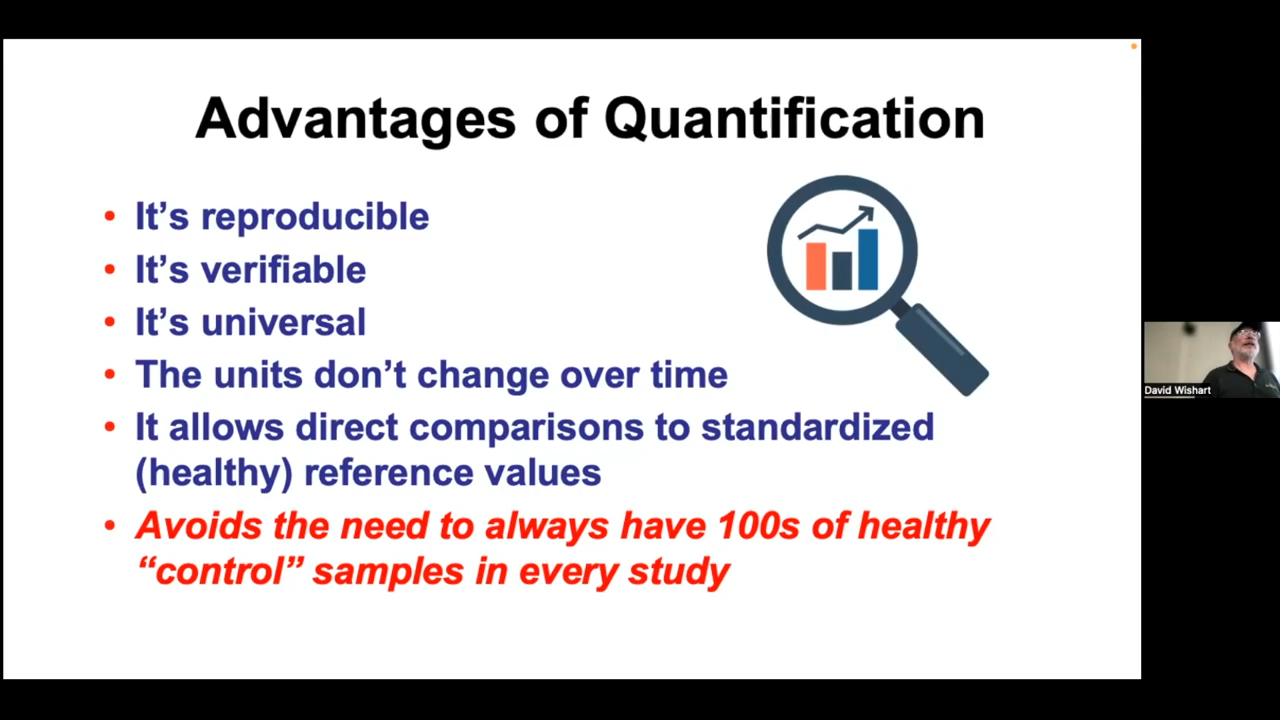 Advantages of Quantification
• It’s reproducible
• It’s verifiable
• It’s universal
• The units don’t change over time
• It allows direct comparisons to standardized
(healthy) reference values
• Avoids the need to always have 100s of healthy
“control” samples in every study
David Wishart